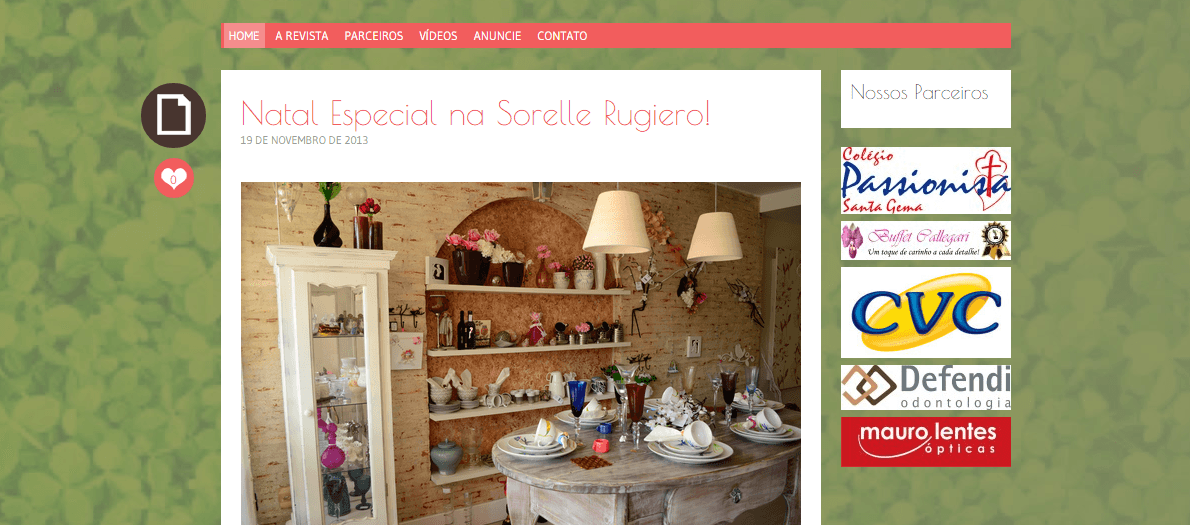 HOME A REVISTA PARCEIROS VÍDEOS ANUNCIE CONTATO
Natal Especial na Sorelle Rugiero!
19 DE NOVEMBRO DE 2013
0
Nossos Parceiros
Colégio
Passionista
Santa Gema
Buffet Callegari
Um toque de carinho a cada detalhe!
CVC
Defendi
odontologia
mauro lentes
ópticas